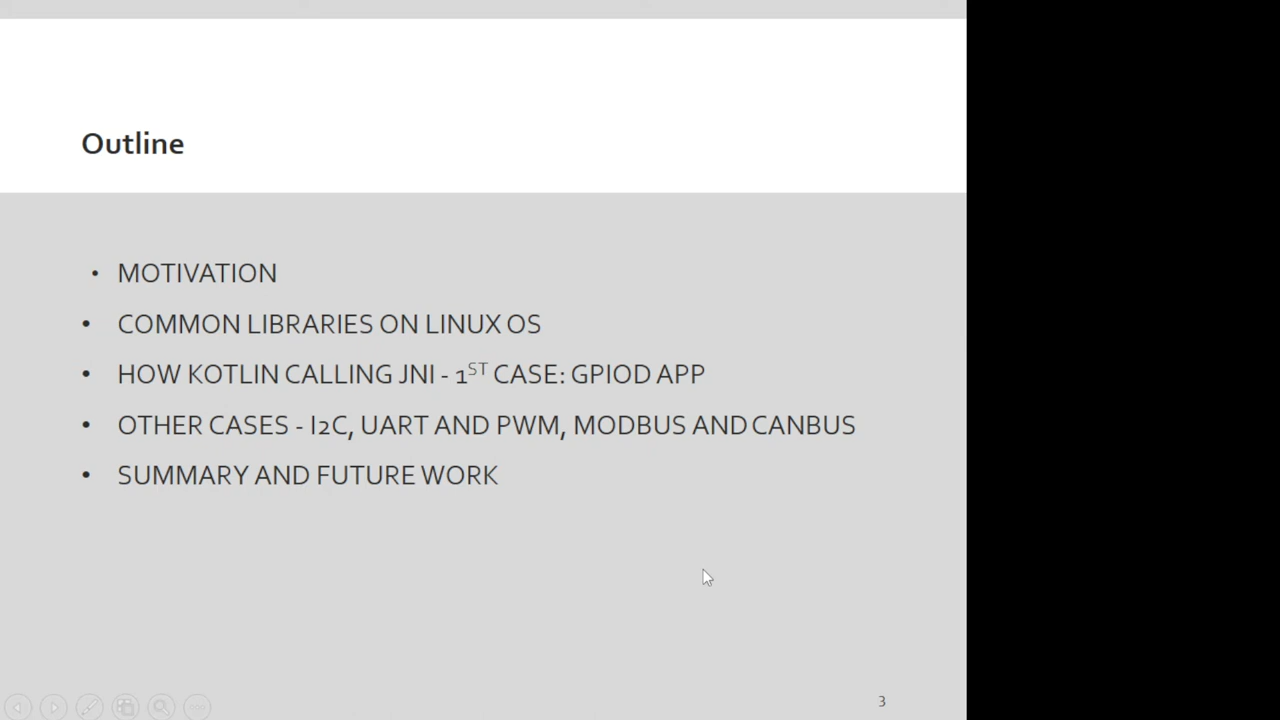 Outline
• MOTIVATION
• COMMON LIBRARIES ON LINUX OS
• HOW KOTLIN CALLING JNI - 1ST CASE: GPIOD APP
• OTHER CASES - I2C, UART AND PWM, MODBUS AND CANBUS
• SUMMARY AND FUTURE WORK
3